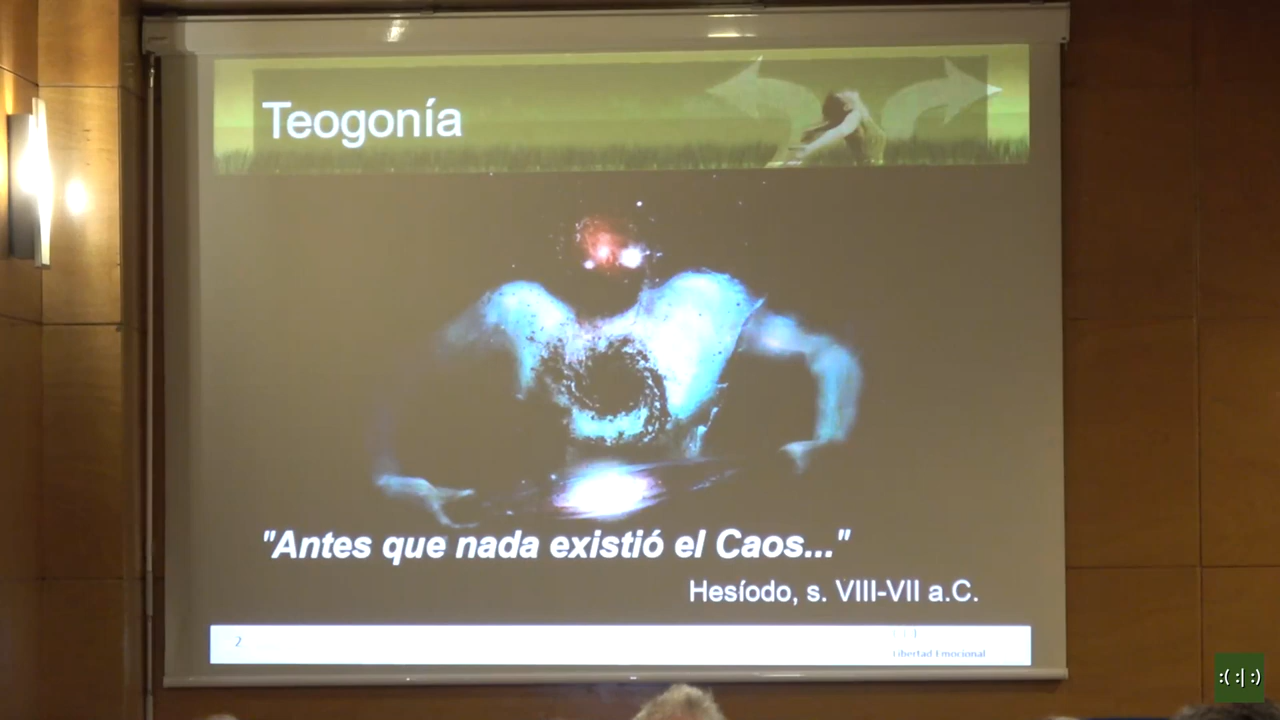 Teogonía
"Antes que nada existió el Caos..."
Hesíodo, s. VIII-VII a.C.
2
Libertad Emocional
:( :| :)